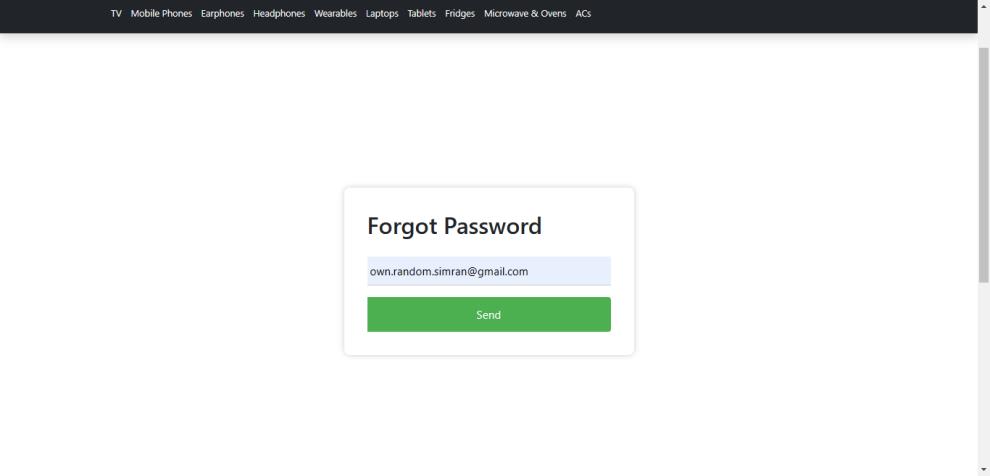 TV Mobile Phones Earphones Headphones Wearables Laptops Tablets Fridges Microwave & Ovens ACs
Forgot Password
own.random.simran@gmail.com
Send